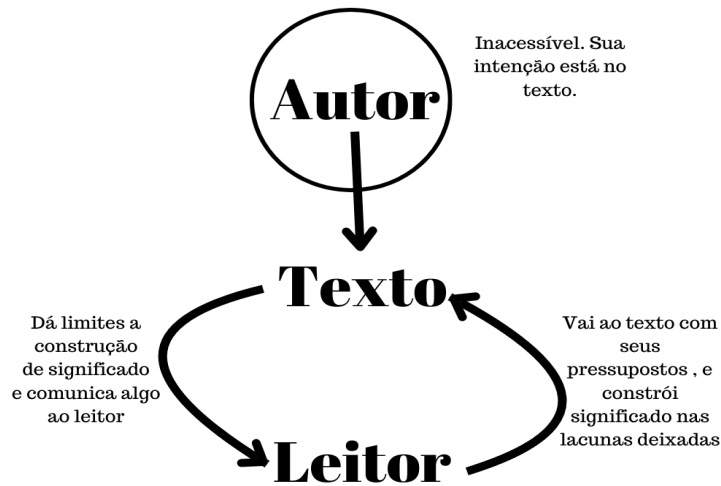 Autor
Inacessível. Sua
intenção está no
texto.
Texto
Dá limites a
construção
de significado
e comunica algo
ao leitor
Vai ao texto com
seus
pressupostos , e
constrói
significado nas
lacunas deixadas
Leitor